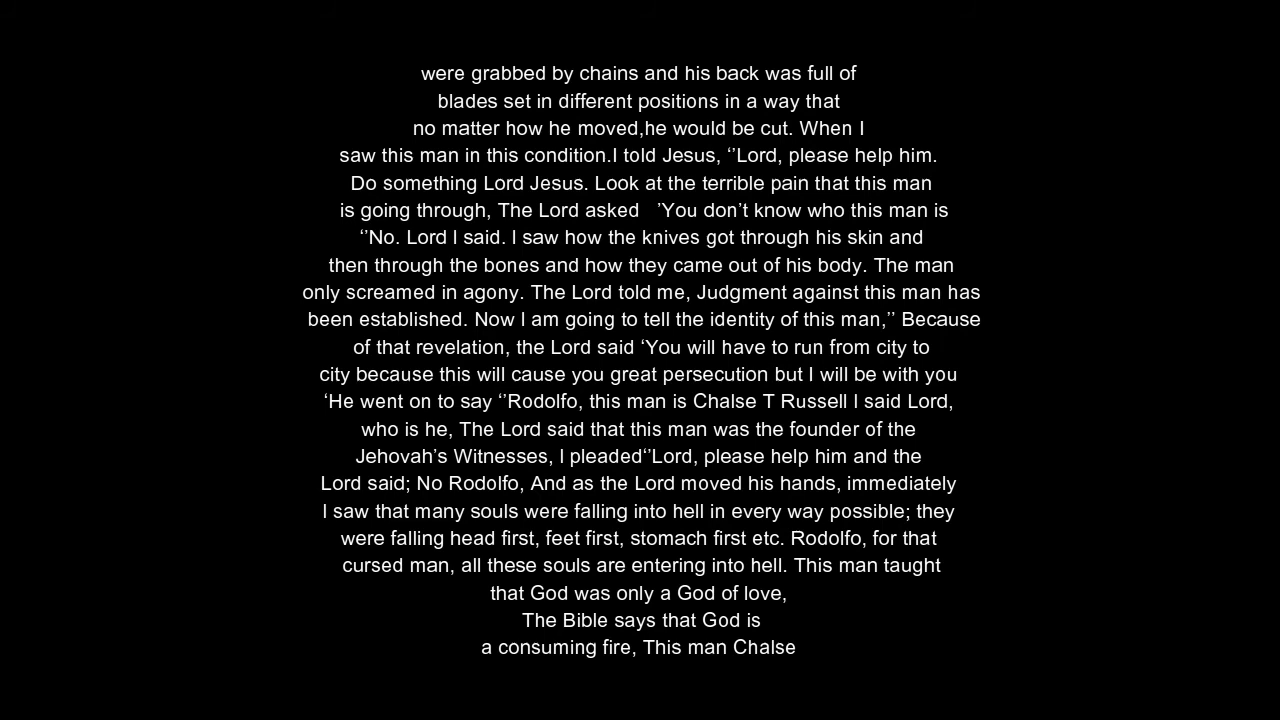 were grabbed by chains and his back was full of
blades set in different positions in a way that
no matter how he moved,he would be cut. When I
saw this man in this condition.I told Jesus, ‘’Lord, please help him.
Do something Lord Jesus. Look at the terrible pain that this man
is going through, The Lord asked   ’You don’t know who this man is
‘’No. Lord I said. I saw how the knives got through his skin and
then through the bones and how they came out of his body. The man
only screamed in agony. The Lord told me, Judgment against this man has
been established. Now I am going to tell the identity of this man,’’ Because
of that revelation, the Lord said ‘You will have to run from city to
city because this will cause you great persecution but I will be with you
‘He went on to say ‘’Rodolfo, this man is Chalse T Russell I said Lord,
who is he, The Lord said that this man was the founder of the
Jehovah’s Witnesses, I pleaded‘’Lord, please help him and the
Lord said; No Rodolfo, And as the Lord moved his hands, immediately
I saw that many souls were falling into hell in every way possible; they
were falling head first, feet first, stomach first etc. Rodolfo, for that
cursed man, all these souls are entering into hell. This man taught
that God was only a God of love,
The Bible says that God is
a consuming fire, This man Chalse